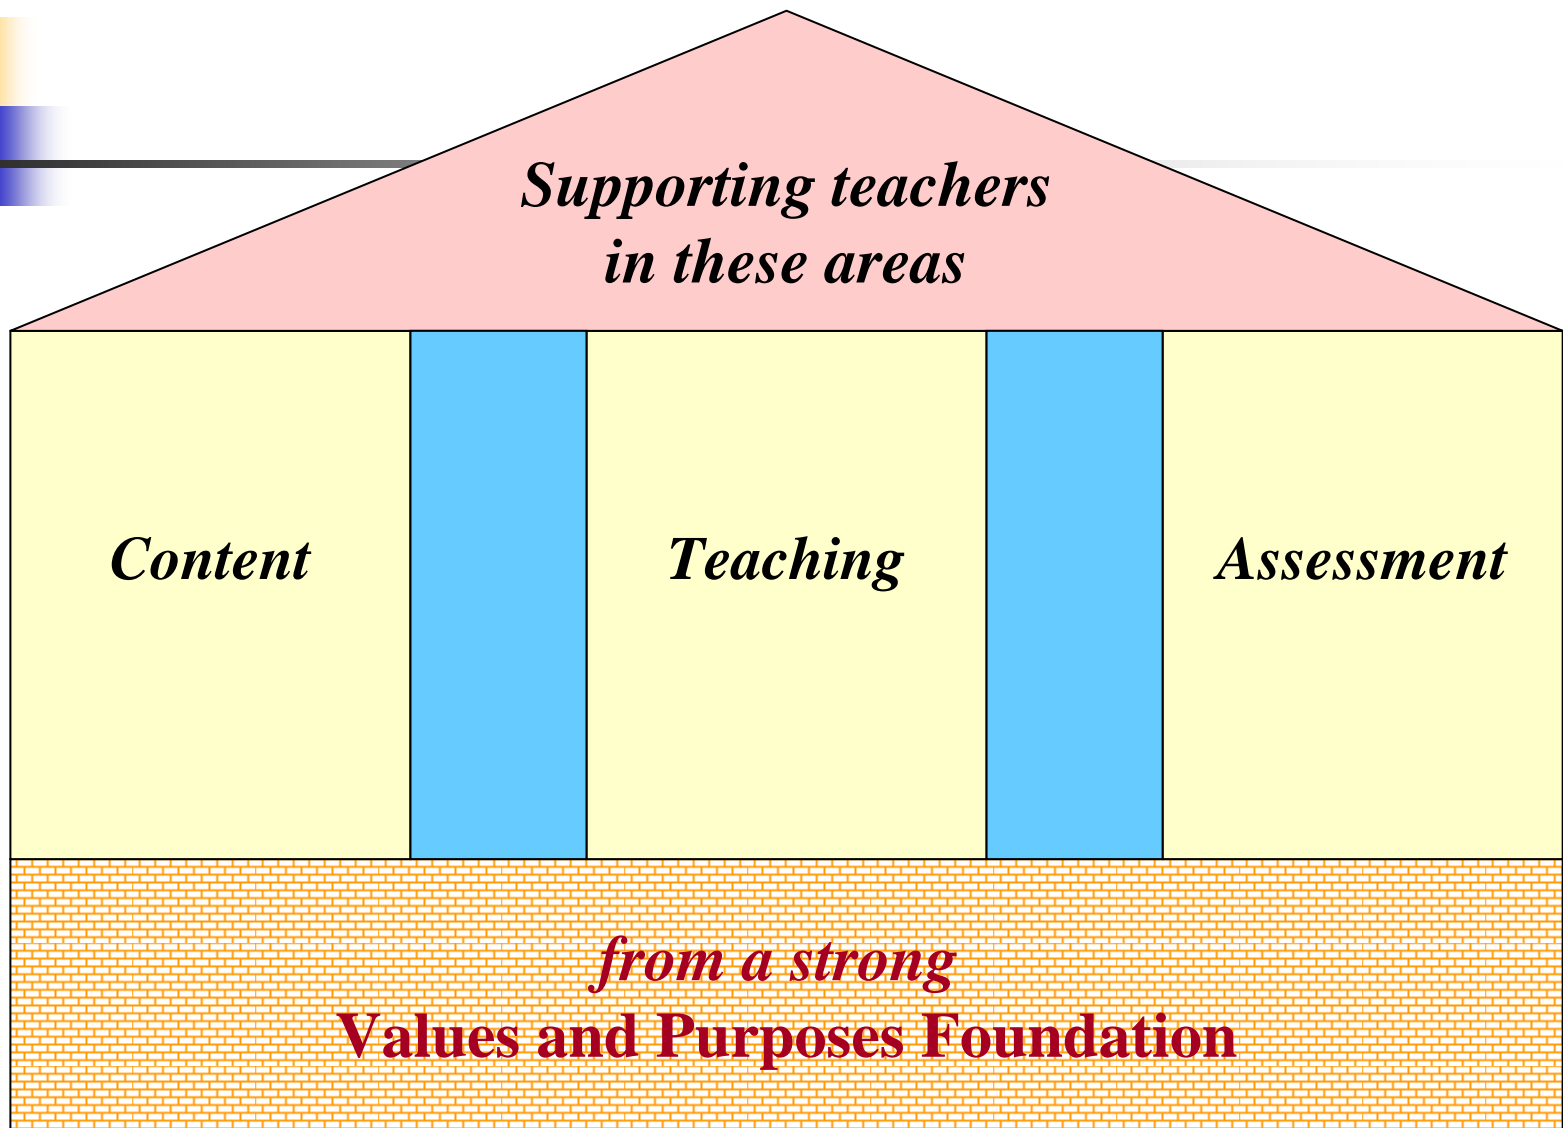 Supporting teachers
in these areas
Content
Teaching
Assessment
from a strong
Values and Purposes Foundation